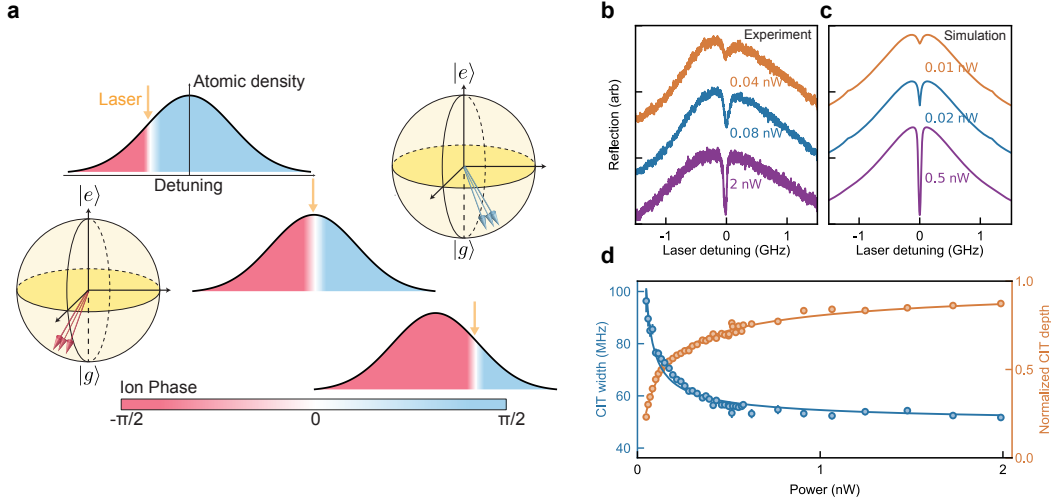 a
|e⟩
Laser
Atomic density
Detuning
|g⟩
|e⟩
|g⟩
Ion Phase
-π/2
0
π/2
b
Experiment
0.04 nW
0.08 nW
2 nW
Reflection (arb)
-1
0
1
Laser detuning (GHz)
c
Simulation
0.01 nW
0.02 nW
0.5 nW
-1
0
1
Laser detuning (GHz)
d
100
80
60
40
CIT width (MHz)
1.0
0.5
0.0
Normalized CIT depth
0
1
2
Power (nW)